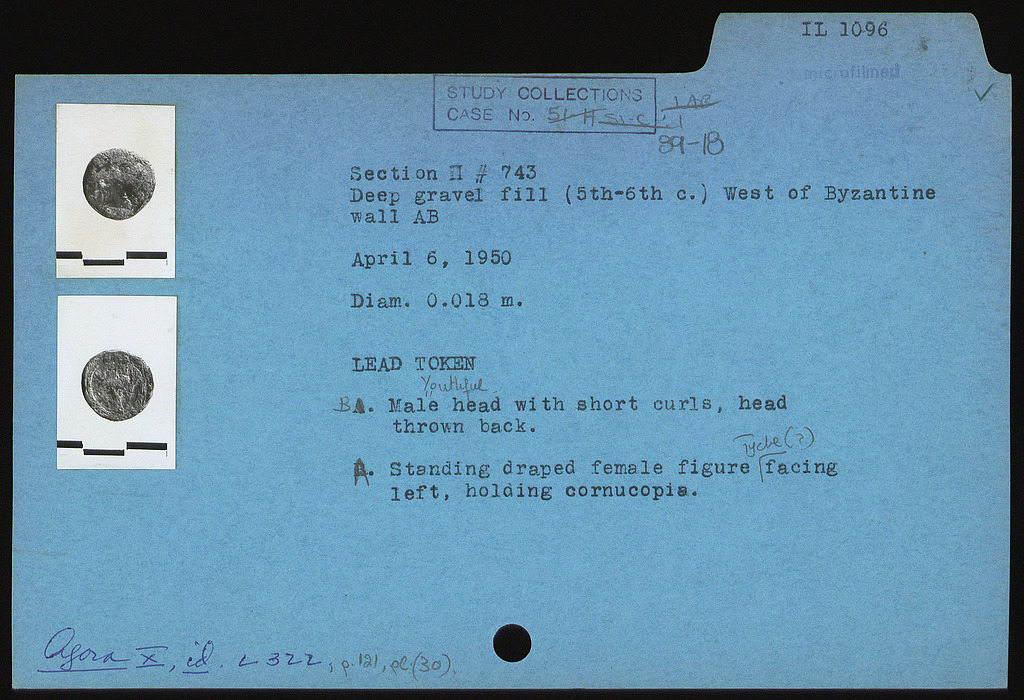 IL 1096
microfilmed
STUDY COLLECTIONS
CASE No. 51-H 51-C
89-18
Section Π # 743
Deep gravel fill (5th-6th c.) West of Byzantine
wall AB
April 6, 1950
Diam. 0.018 m.
LEAD TOKEN
Youthful
B. Male head with short curls, head
thrown back.
Tyche(?)
A. Standing draped female figure facing
left, holding cornucopia.
Agora X, id. L 322, p.121, pl.(30).